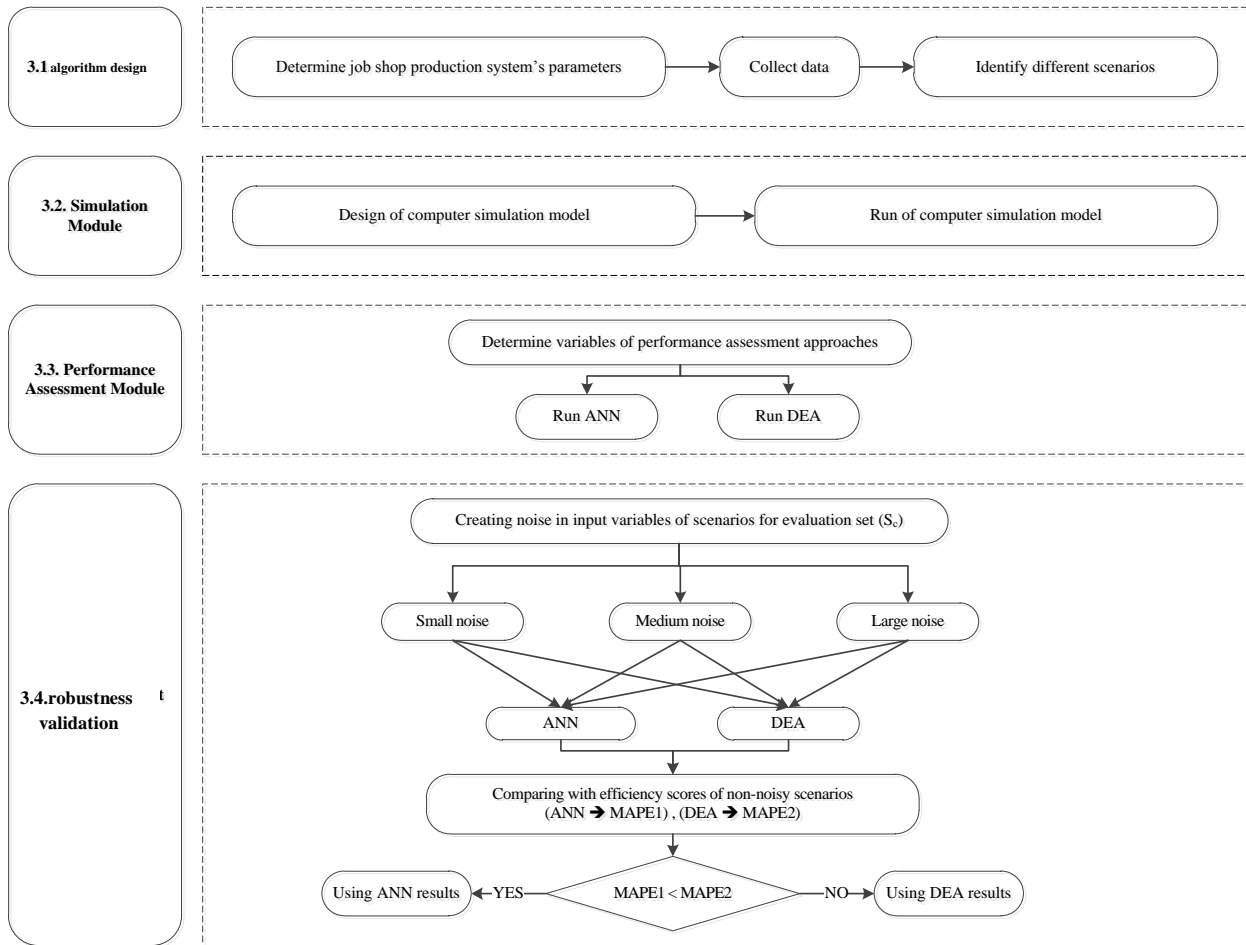 3.1 algorithm design
Determine job shop production system's parameters
Collect data
Identify different scenarios
3.2. Simulation
Module
Design of computer simulation model
Run of computer simulation model
3.3. Performance
Assessment Module
Determine variables of performance assessment approaches
Run ANN
Run DEA
3.4.robustness t
validation
Creating noise in input variables of scenarios for evaluation set (Sc)
Small noise
Medium noise
Large noise
ANN
DEA
Comparing with efficiency scores of non-noisy scenarios
(ANN ➔ MAPE1) , (DEA ➔ MAPE2)
Using ANN results
YES
MAPE1 < MAPE2
NO
Using DEA results